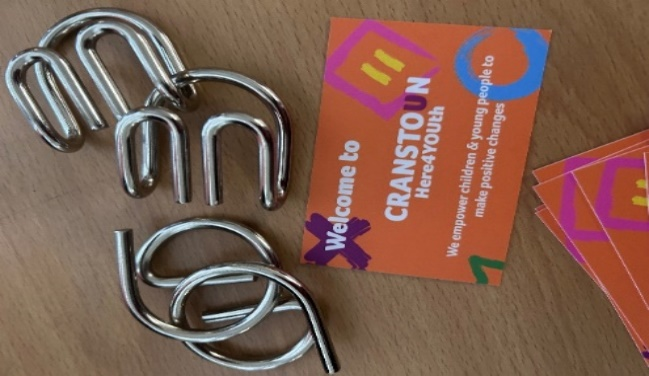 Welcome to
CRANSTOUN
Here4YOUth
We empower children & young people to
make positive changes